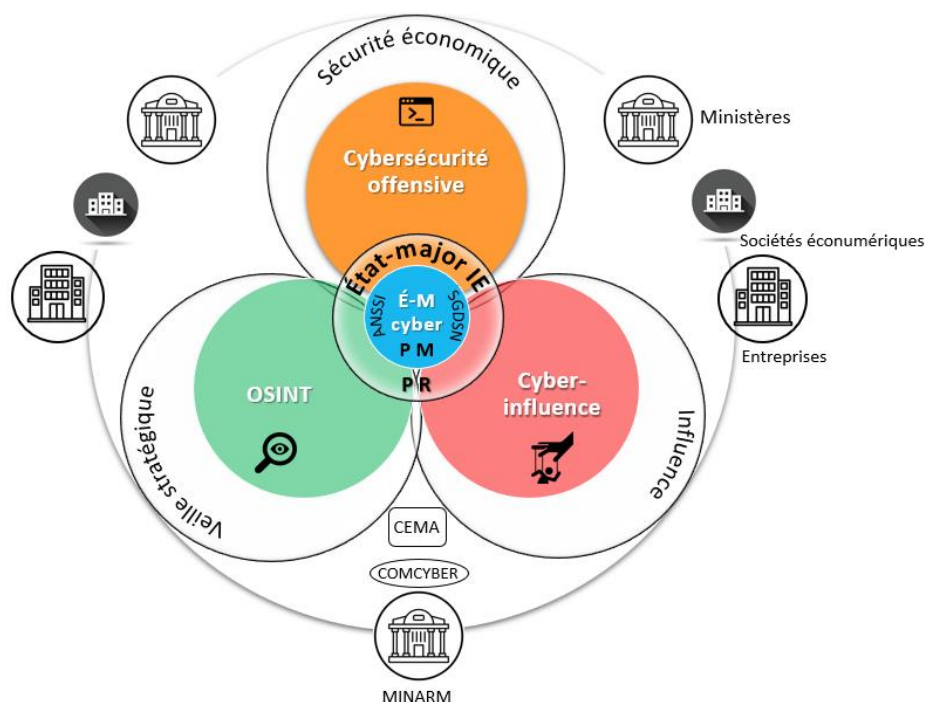 Sécurité économique
>_
Cybersécurité
offensive
Ministères
Sociétés éconumériques
Entreprises
État-major IE
ANSSI
É-M
cyber
SGDSN
P M
P R
OSINT
Cyber-
influence
Veille stratégique
Influence
CEMA
COMCYBER
MINARM